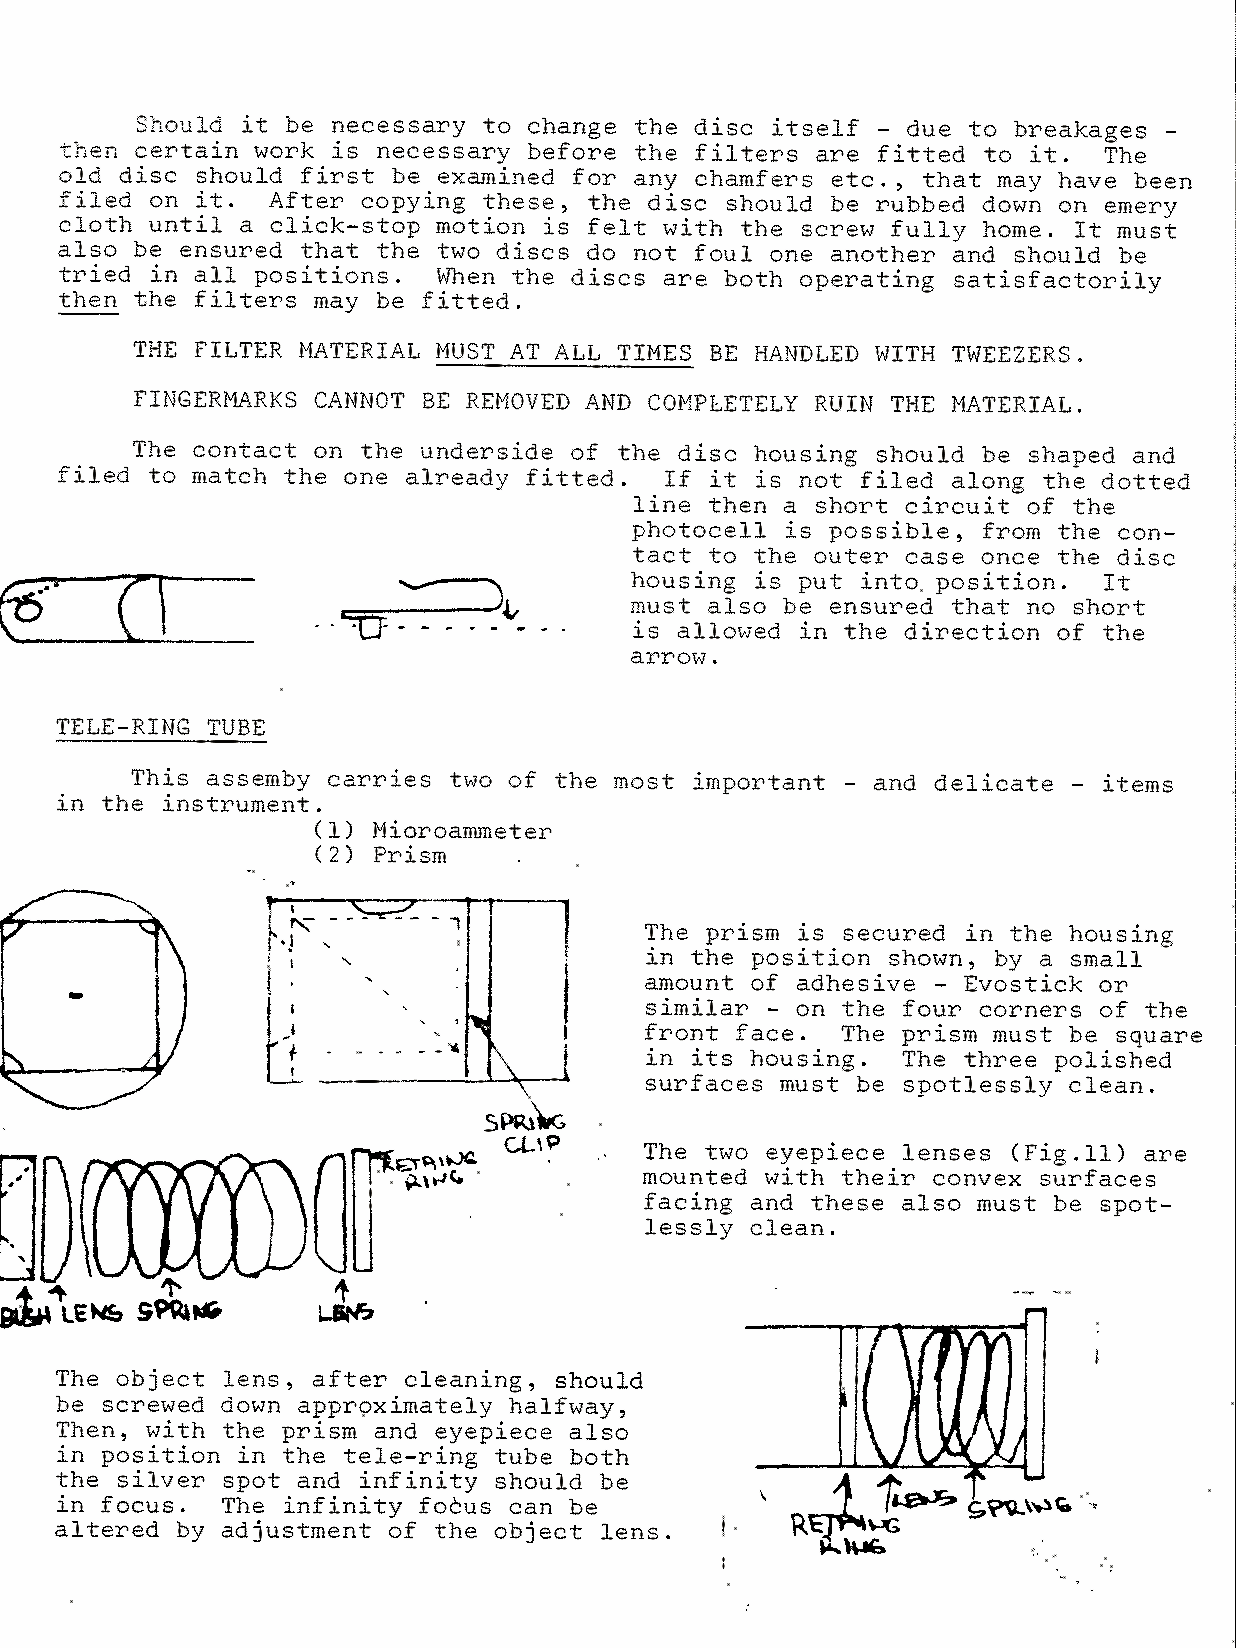 Should it be necessary to change the disc itself - due to breakages -
then certain work is necessary before the filters are fitted to it. The
old disc should first be examined for any chamfers etc., that may have been
filed on it. After copying these, the disc should be rubbed down on emery
cloth until a click-stop motion is felt with the screw fully home. It must
also be ensured that the two discs do not foul one another and should be
tried in all positions. When the discs are both operating satisfactorily
then the filters may be fitted.
THE FILTER MATERIAL MUST AT ALL TIMES BE HANDLED WITH TWEEZERS.
FINGERMARKS CANNOT BE REMOVED AND COMPLETELY RUIN THE MATERIAL.
The contact on the underside of the disc housing should be shaped and
filed to match the one already fitted. If it is not filed along the dotted
line then a short circuit of the
photocell is possible, from the con-
tact to the outer case once the disc
housing is put into position. It
must also be ensured that no short
is allowed in the direction of the
arrow.
TELE-RING TUBE
This assemby carries two of the most important - and delicate - items
in the instrument.
(1) Mioroammeter
(2) Prism
The prism is secured in the housing
in the position shown, by a small
amount of adhesive - Evostick or
similar - on the four corners of the
front face. The prism must be square
in its housing. The three polished
surfaces must be spotlessly clean.
SPRING
CLIP
The two eyepiece lenses (Fig.11) are
mounted with their convex surfaces
facing and these also must be spot-
lessly clean.
RETAINING
RING
BUSH LENS SPRING LENS
The object lens, after cleaning, should
be screwed down approximately halfway,
Then, with the prism and eyepiece also
in position in the tele-ring tube both
the silver spot and infinity should be
in focus. The infinity focus can be
altered by adjustment of the object lens.
RETAINING
RING
LENS SPRING